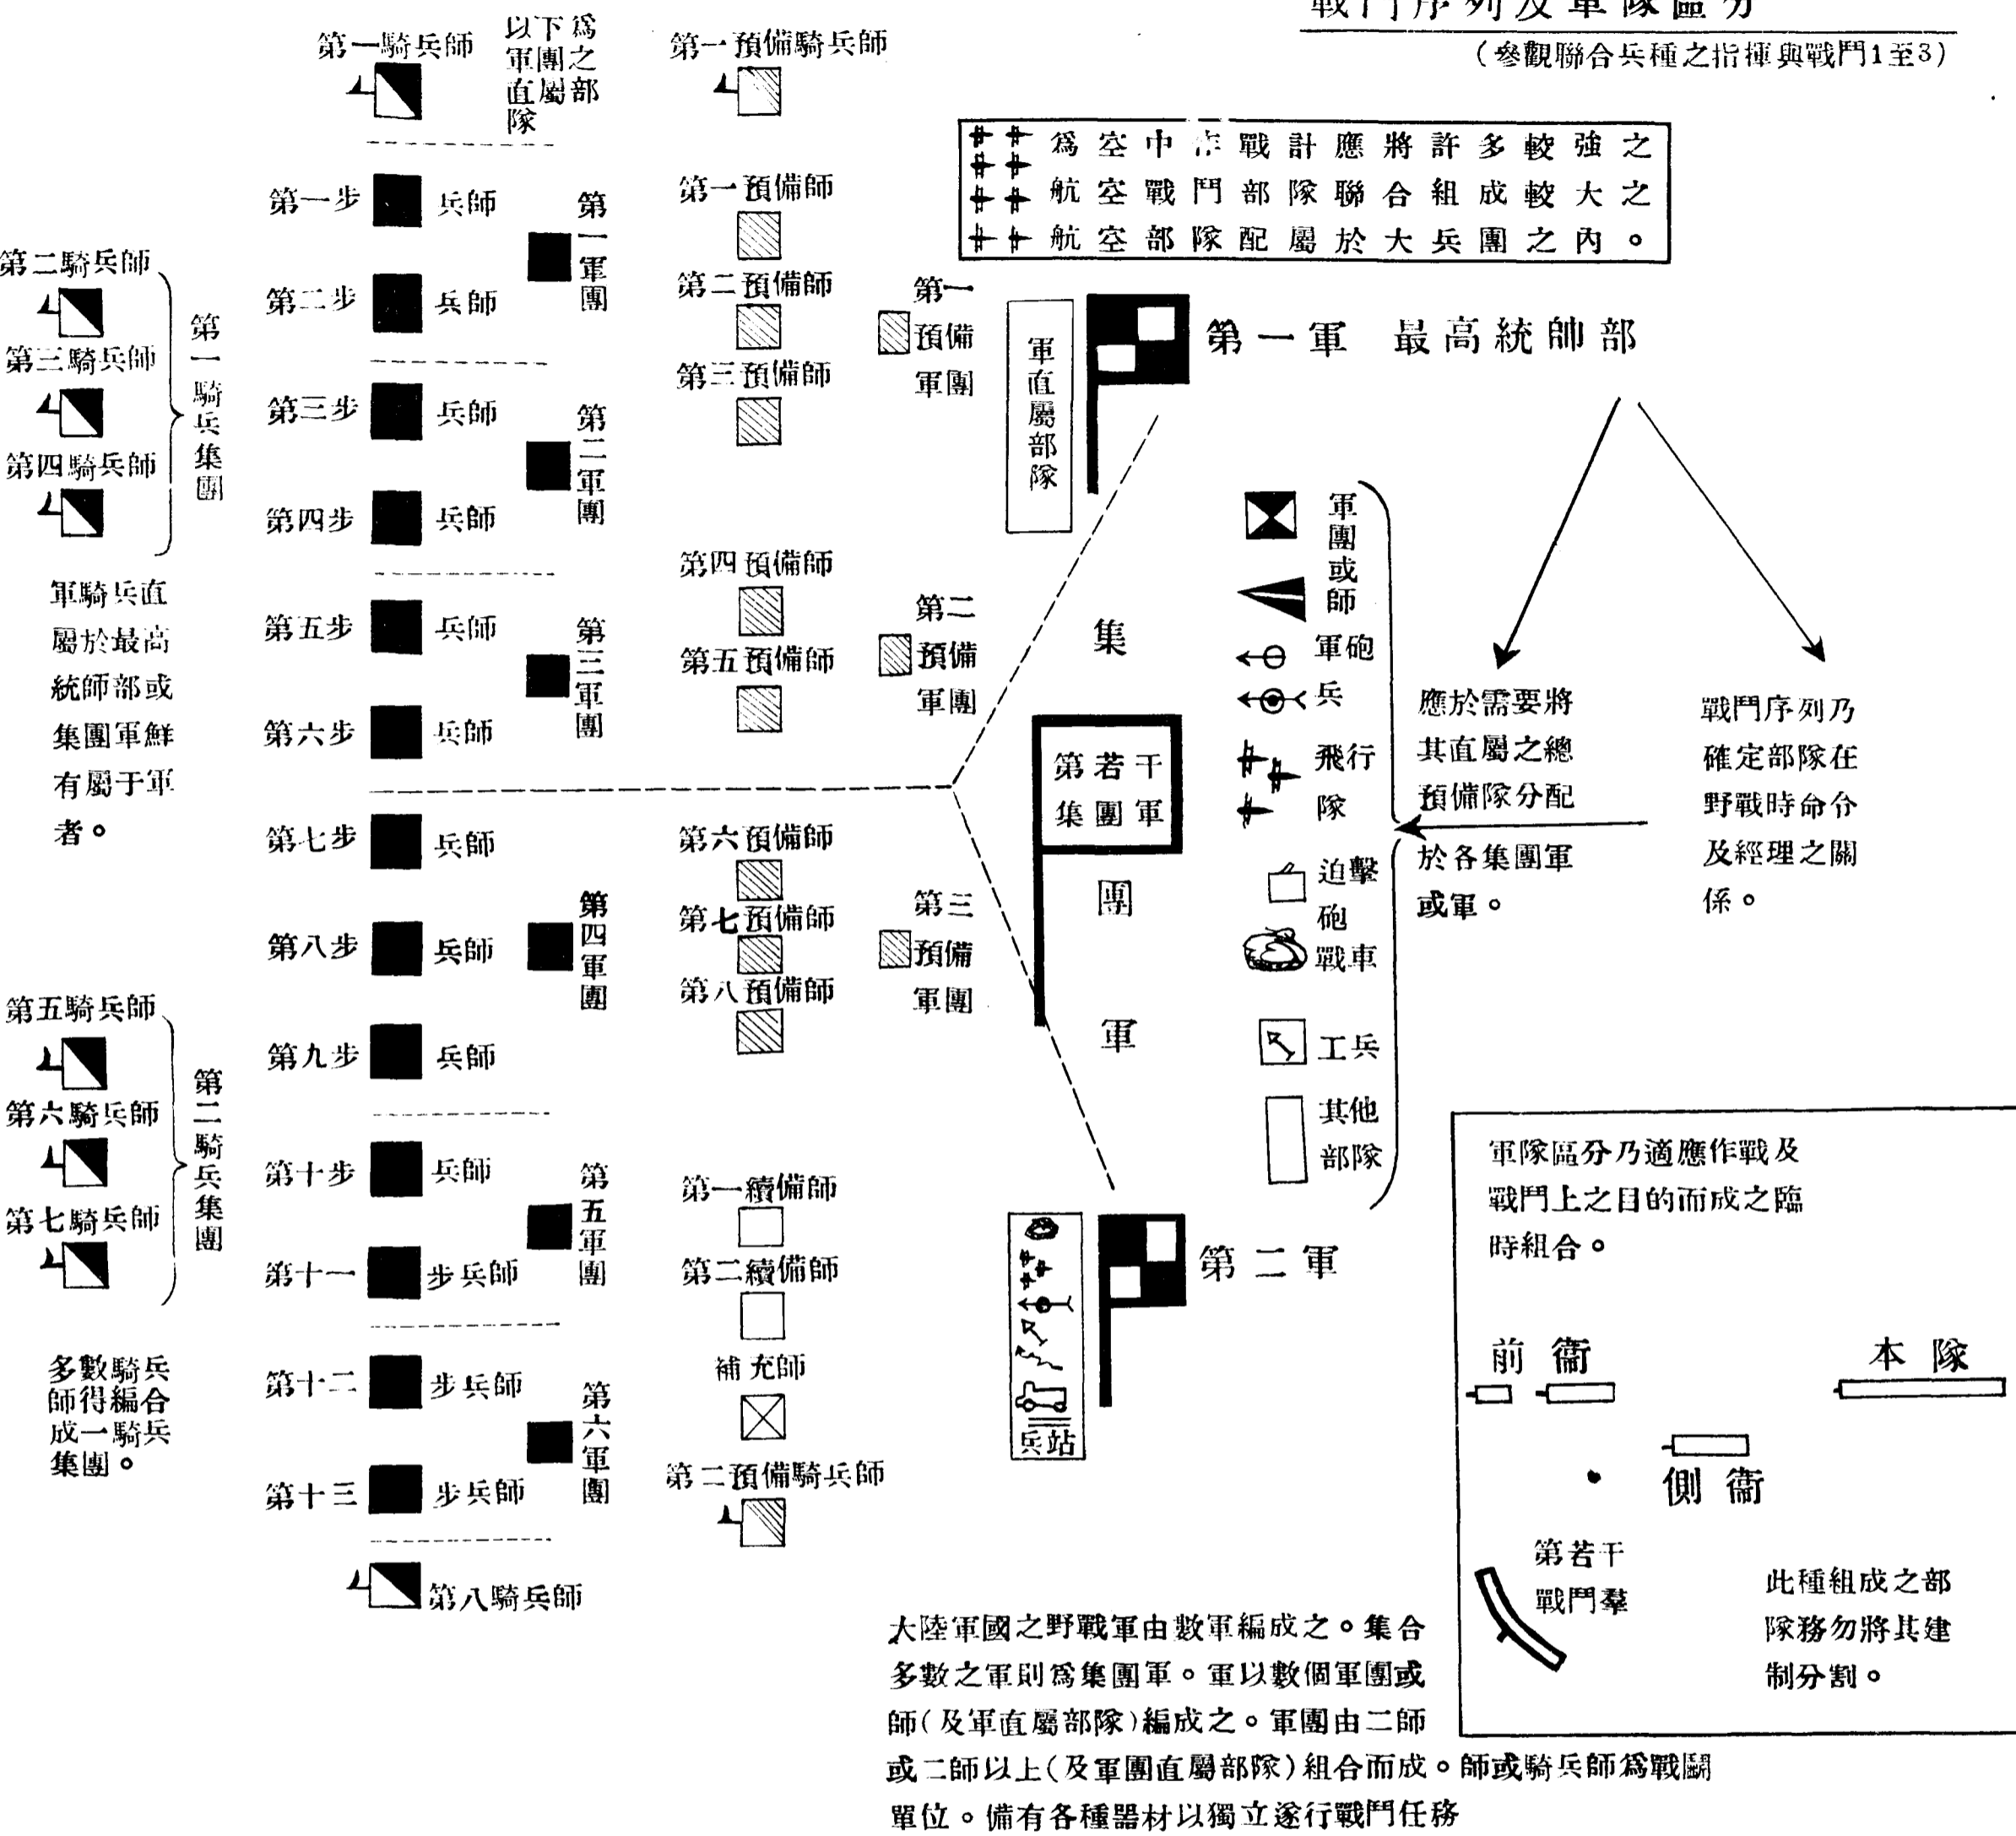 戰鬥序列及軍隊區分
（參觀聯合兵種之指揮與戰鬥1至3）
爲空中作戰計應將許多較強之
航空戰鬥部隊聯合組成較大之
航空部隊配屬於大兵團之內。
第一騎兵師
以下爲
軍團之
直屬部
隊
第一步兵師
第二步兵師
第一軍團
第三步兵師
第四步兵師
第二軍團
第五步兵師
第六步兵師
第三軍團
第七步兵師
第八步兵師
第九步兵師
第四軍團
第十步兵師
第十一步兵師
第五軍團
第十二步兵師
第十三步兵師
第六軍團
第八騎兵師
第二騎兵師
第三騎兵師
第四騎兵師
第一騎兵集團
軍騎兵直
屬於最高
統師部或
集團軍鮮
有屬于軍
者。
第五騎兵師
第六騎兵師
第七騎兵師
第二騎兵集團
多數騎兵
師得編合
成一騎兵
集團。
第一預備騎兵師
第一預備師
第二預備師
第三預備師
第一
預備
軍團
第四預備師
第五預備師
第二
預備
軍團
第六預備師
第七預備師
第八預備師
第三
預備
軍團
第一續備師
第二續備師
補充師
第二預備騎兵師
軍直屬部隊
第一軍
最高統帥部
集團軍
第若干
集團軍
第二軍
兵站
軍團或師
軍砲
兵
飛行
隊
迫擊
砲
戰車
工兵
其他
部隊
應於需要將
其直屬之總
預備隊分配
於各集團軍
或軍。
戰鬥序列乃
確定部隊在
野戰時命令
及經理之關
係。
軍隊區分乃適應作戰及
戰鬥上之目的而成之臨
時組合。
前衞
本隊
側衞
第若干
戰鬥羣
此種組成之部
隊務勿將其建
制分割。
大陸軍國之野戰軍由數軍編成之。集合
多數之軍則爲集團軍。軍以數個軍團或
師（及軍直屬部隊）編成之。軍團由二師
或二師以上（及軍團直屬部隊）組合而成。師或騎兵師爲戰鬭
單位。備有各種器材以獨立遂行戰鬥任務